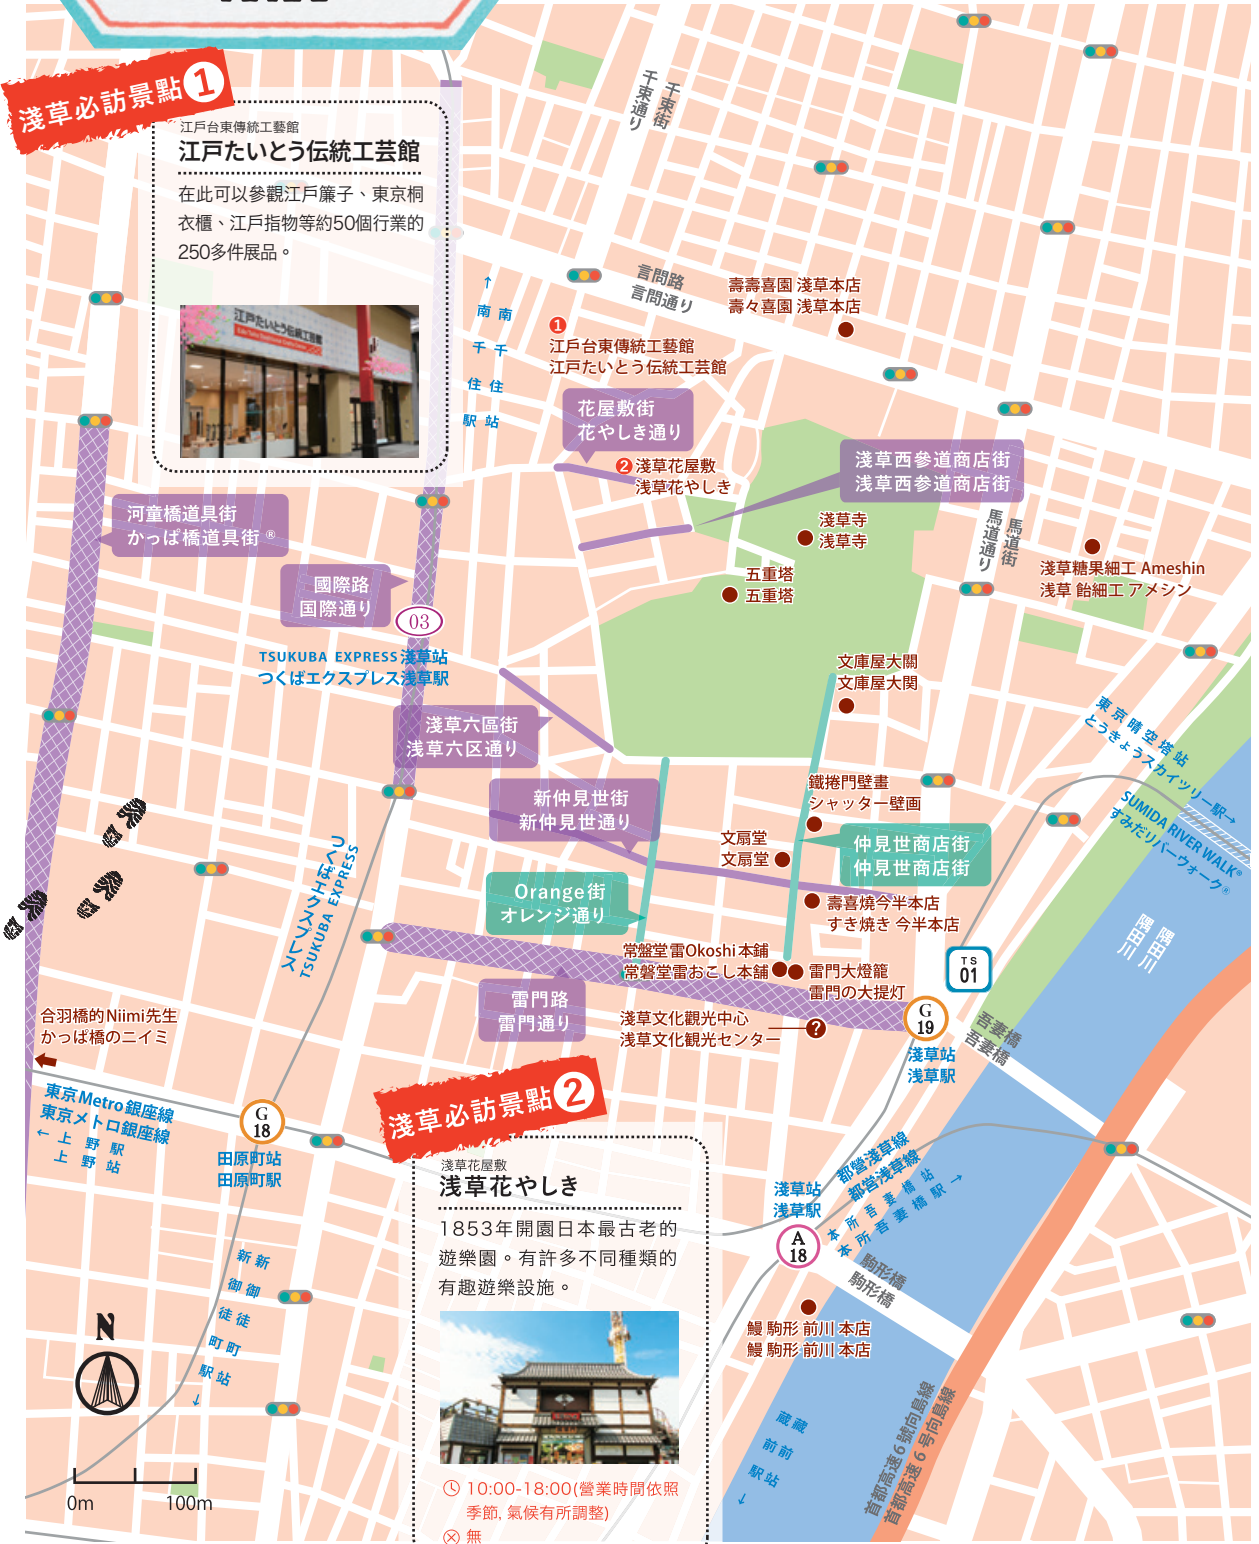 淺草必訪景點1
江戶台東傳統工藝館
江戸たいとう伝統工芸館
在此可以參觀江戶簾子、東京桐
衣櫃、江戶指物等約50個行業的
250多件展品。
江戸たいとう伝統工芸館
千束街
千束通り
言問路
言問通り
壽壽喜園 淺草本店
壽々喜園 浅草本店
↑南千住站
南千住駅
1
江戶台東傳統工藝館
江戸たいとう伝統工芸館
花屋敷街
花やしき通り
2 淺草花屋敷
浅草花やしき
淺草西參道商店街
浅草西参道商店街
河童橋道具街
かっぱ橋道具街 ®
國際路
国際通り
03
TSUKUBA EXPRESS 淺草站
つくばエクスプレス浅草駅
淺草寺
浅草寺
五重塔
五重塔
馬道街
馬道通り
淺草糖果細工 Ameshin
浅草 飴細工 アメシン
文庫屋大關
文庫屋大関
淺草六區街
浅草六区通り
東京晴空塔站
とうきょうスカイツリー駅→
SUMIDA RIVER WALK®
すみだリバーウォーク®
新仲見世街
新仲見世通り
鐵捲門壁畫
シャッター壁画
文扇堂
文扇堂
仲見世商店街
仲見世商店街
つくばエクスプレス
TSUKUBA EXPRESS
Orange街
オレンジ通り
壽喜燒今半本店
すき焼き 今半本店
隅田川
隅田川
常盤堂雷Okoshi本鋪
常磐堂雷おこし本舗
雷門大燈籠
雷門の大提灯
TS
01
雷門路
雷門通り
淺草文化觀光中心
浅草文化観光センター
?
G
19
淺草站
浅草駅
吾妻橋
吾妻橋
合羽橋的Niimi先生
かっぱ橋のニイミ
東京Metro銀座線
東京メトロ銀座線
←上野駅
上野站
G
18
田原町站
田原町駅
淺草必訪景點2
淺草花屋敷
浅草花やしき
1853年開園日本最古老的
遊樂園。有許多不同種類的
有趣遊樂設施。
10:00-18:00(營業時間依照
季節, 氣候有所調整)
無
都營淺草線
都営浅草線
本所吾妻橋站
本所吾妻橋駅→
淺草站
浅草駅
A
18
駒形橋
駒形橋
鰻 駒形 前川 本店
鰻 駒形 前川 本店
新御徒町站
新御徒町駅↓
藏前站
蔵前駅↓
首都高速6號向島線
首都高速6号向島線
N
0m
100m